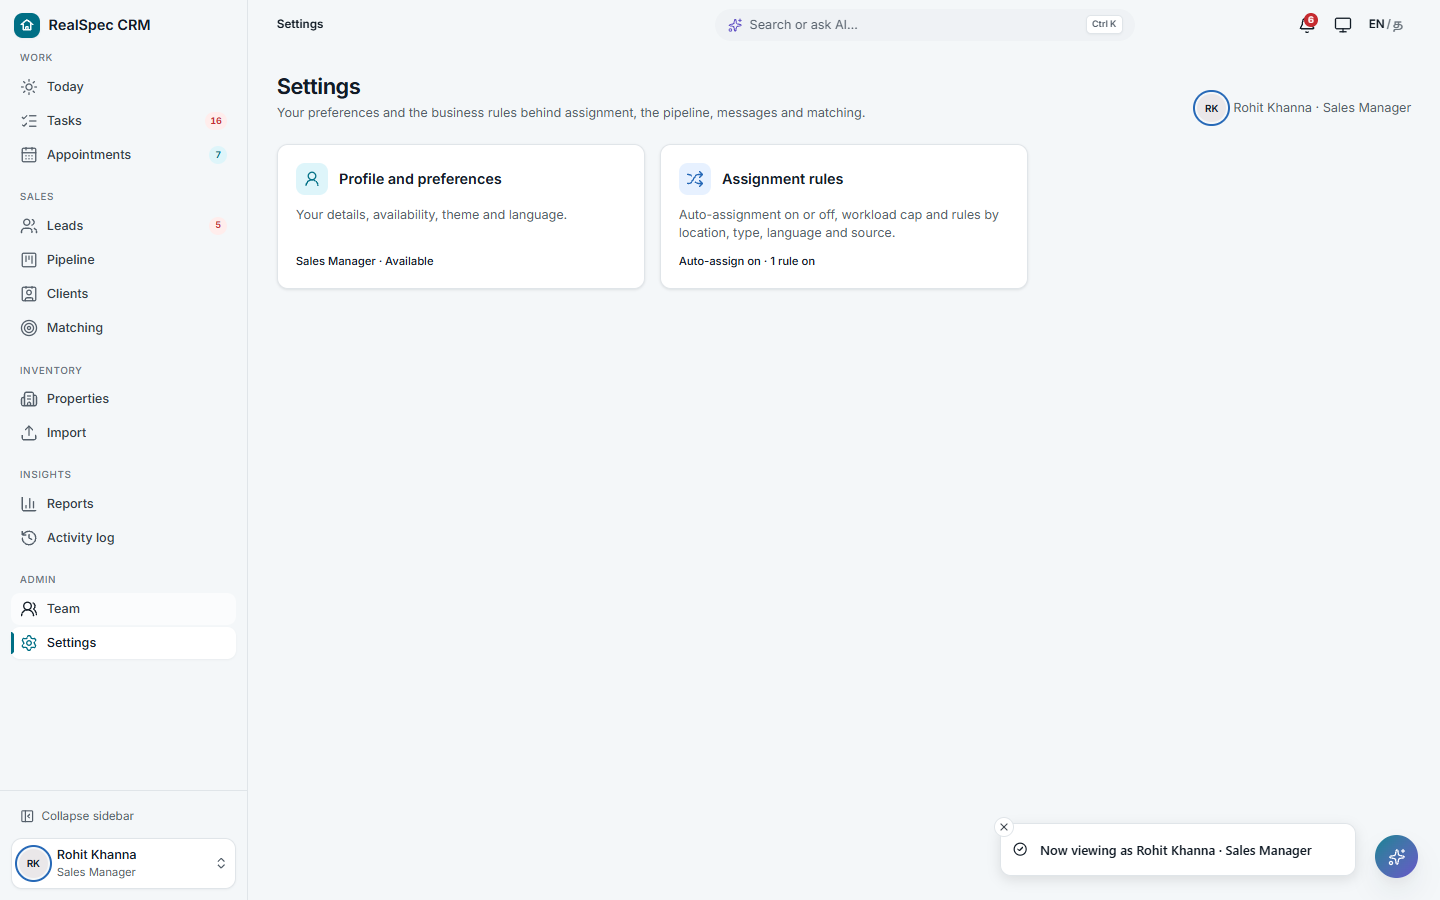 RealSpec CRM
WORK
Today
Tasks 16
Appointments 7
SALES
Leads 5
Pipeline
Clients
Matching
INVENTORY
Properties
Import
INSIGHTS
Reports
Activity log
ADMIN
Team
Settings
Collapse sidebar
RK
Rohit Khanna
Sales Manager
Settings
Search or ask AI...
Ctrl K
6
EN / த
Settings
Your preferences and the business rules behind assignment, the pipeline, messages and matching.
RK Rohit Khanna · Sales Manager
Profile and preferences
Your details, availability, theme and language.
Sales Manager · Available
Assignment rules
Auto-assignment on or off, workload cap and rules by
location, type, language and source.
Auto-assign on · 1 rule on
Now viewing as Rohit Khanna · Sales Manager